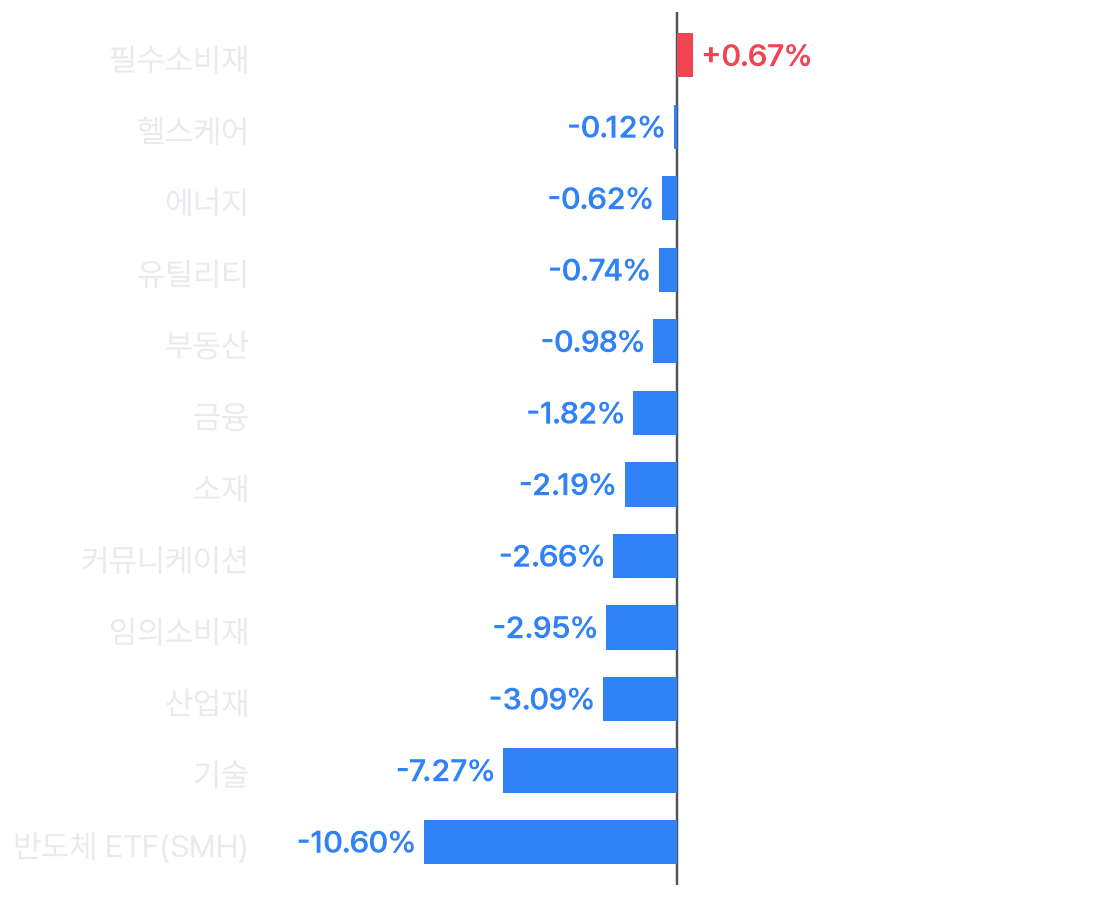 필수소비재 +0.67%
헬스케어 -0.12%
에너지 -0.62%
유틸리티 -0.74%
부동산 -0.98%
금융 -1.82%
소재 -2.19%
커뮤니케이션 -2.66%
임의소비재 -2.95%
산업재 -3.09%
기술 -7.27%
반도체 ETF(SMH) -10.60%